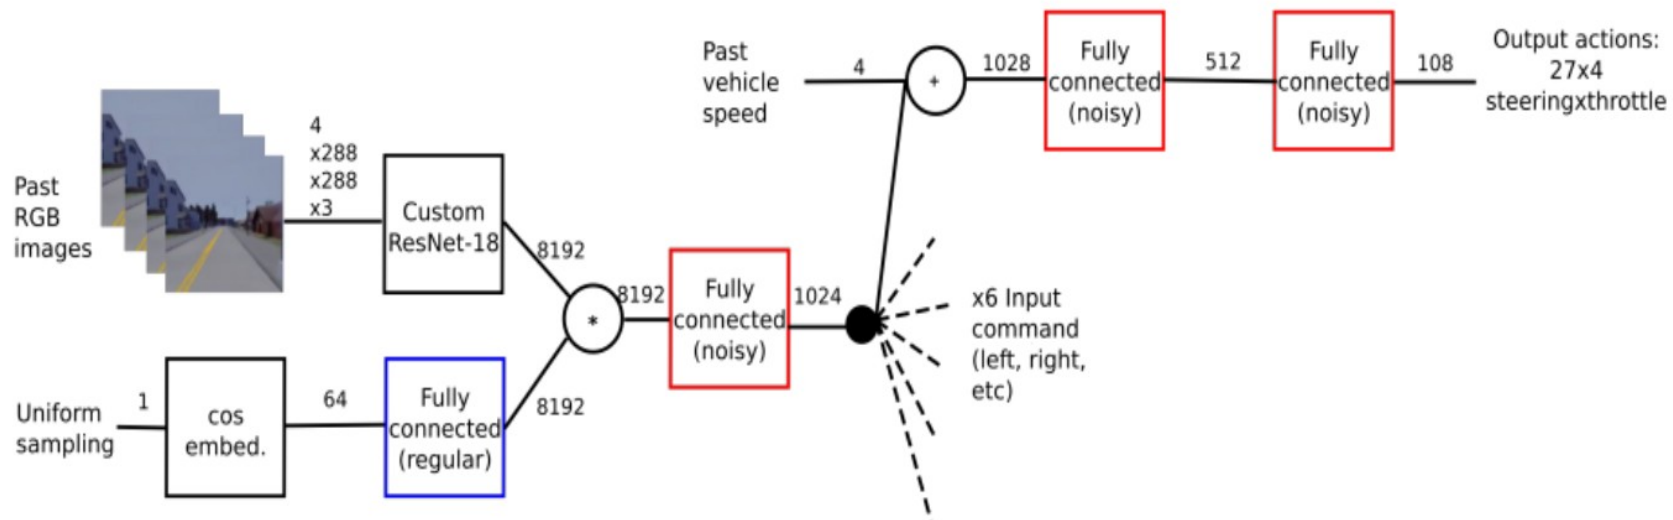 Past
RGB
images
4
x288
x288
x3
Custom
ResNet-18
8192
Uniform
sampling
1
cos
embed.
64
Fully
connected
(regular)
8192
*
8192
Fully
connected
(noisy)
1024
x6 Input
command
(left, right,
etc)
Past
vehicle
speed
4
+
1028
Fully
connected
(noisy)
512
Fully
connected
(noisy)
108
Output actions:
27x4
steeringxthrottle